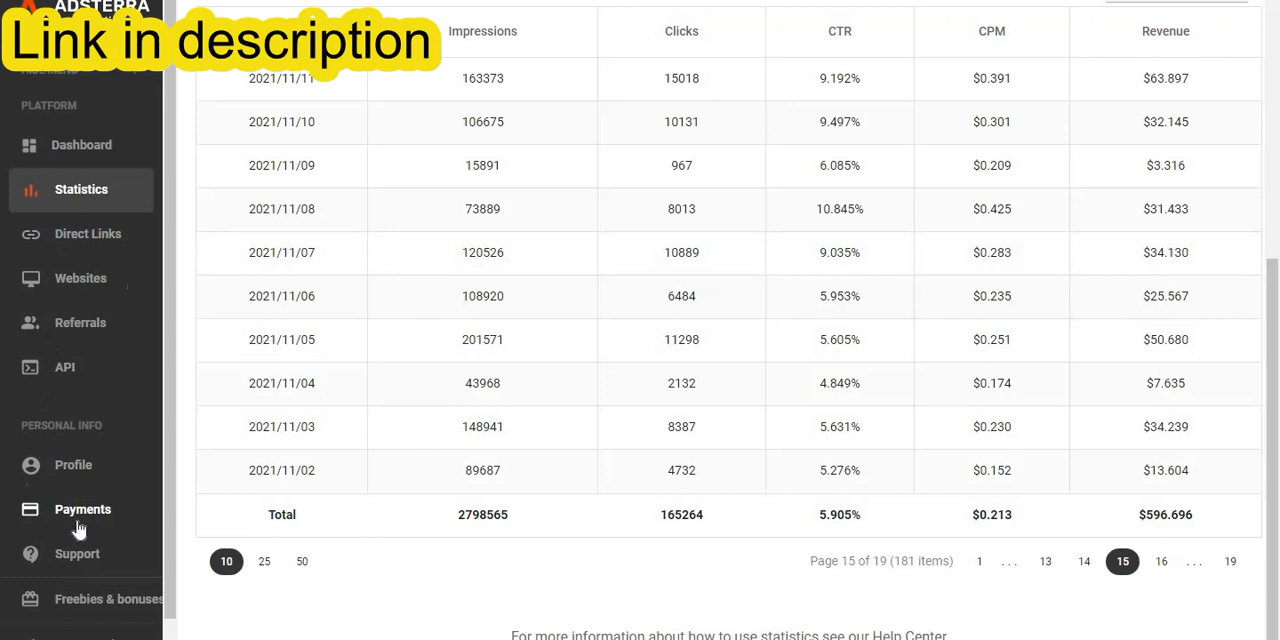 ADSTERRA
Link in description
PLATFORM
Dashboard
Statistics
Direct Links
Websites
Referrals
API
PERSONAL INFO
Profile
Payments
Support
Freebies & bonuses
Impressions Clicks CTR CPM Revenue
2021/11/11 163373 15018 9.192% $0.391 $63.897
2021/11/10 106675 10131 9.497% $0.301 $32.145
2021/11/09 15891 967 6.085% $0.209 $3.316
2021/11/08 73889 8013 10.845% $0.425 $31.433
2021/11/07 120526 10889 9.035% $0.283 $34.130
2021/11/06 108920 6484 5.953% $0.235 $25.567
2021/11/05 201571 11298 5.605% $0.251 $50.680
2021/11/04 43968 2132 4.849% $0.174 $7.635
2021/11/03 148941 8387 5.631% $0.230 $34.239
2021/11/02 89687 4732 5.276% $0.152 $13.604
Total 2798565 165264 5.905% $0.213 $596.696
10 25 50 Page 15 of 19 (181 items) 1 ... 13 14 15 16 ... 19
For more information about how to use statistics see our Help Center